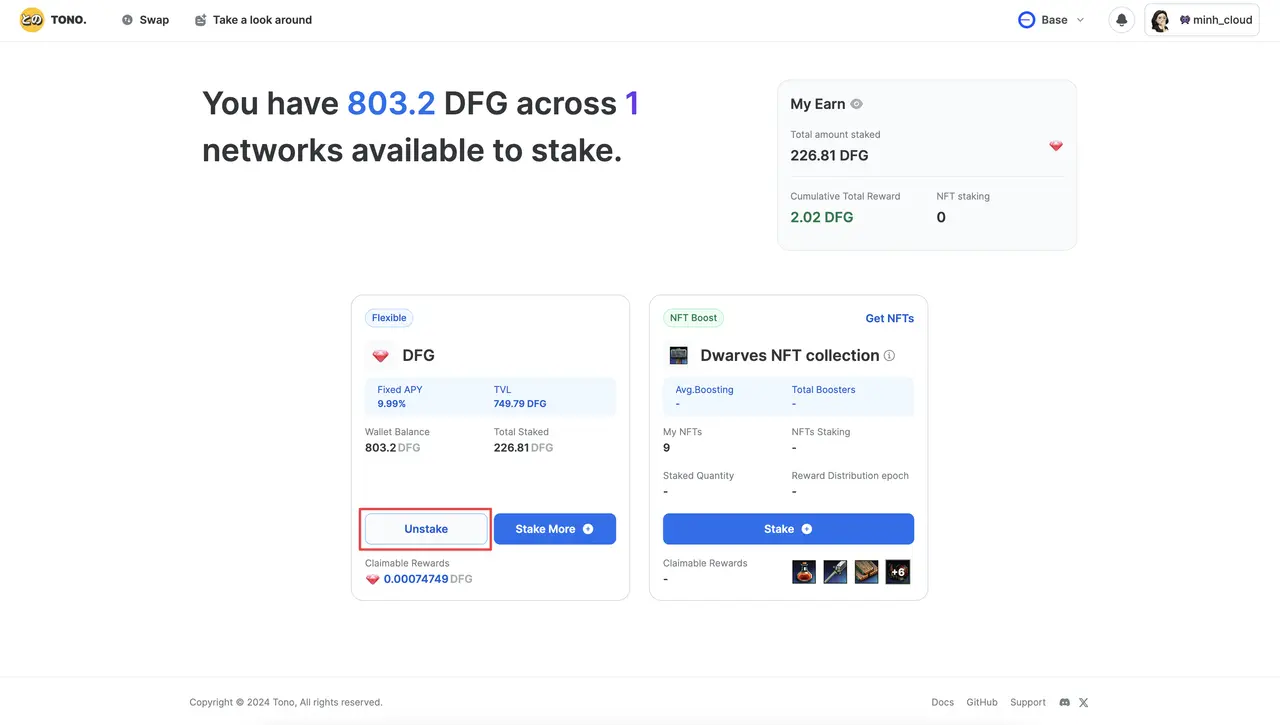 との TONO.
Swap
Take a look around
Base
minh_cloud
You have 803.2 DFG across 1
networks available to stake.
My Earn
Total amount staked
226.81 DFG
Cumulative Total Reward NFT staking
2.02 DFG 0
Flexible
DFG
Fixed APY TVL
9.99% 749.79 DFG
Wallet Balance Total Staked
803.2 DFG 226.81 DFG
Unstake Stake More
Claimable Rewards
0.00074749 DFG
NFT Boost Get NFTs
Dwarves NFT collection
Avg.Boosting Total Boosters
- -
My NFTs NFTs Staking
9 -
Staked Quantity Reward Distribution epoch
- -
Stake
Claimable Rewards
-
+6
Copyright © 2024 Tono, All rights reserved.
Docs GitHub Support